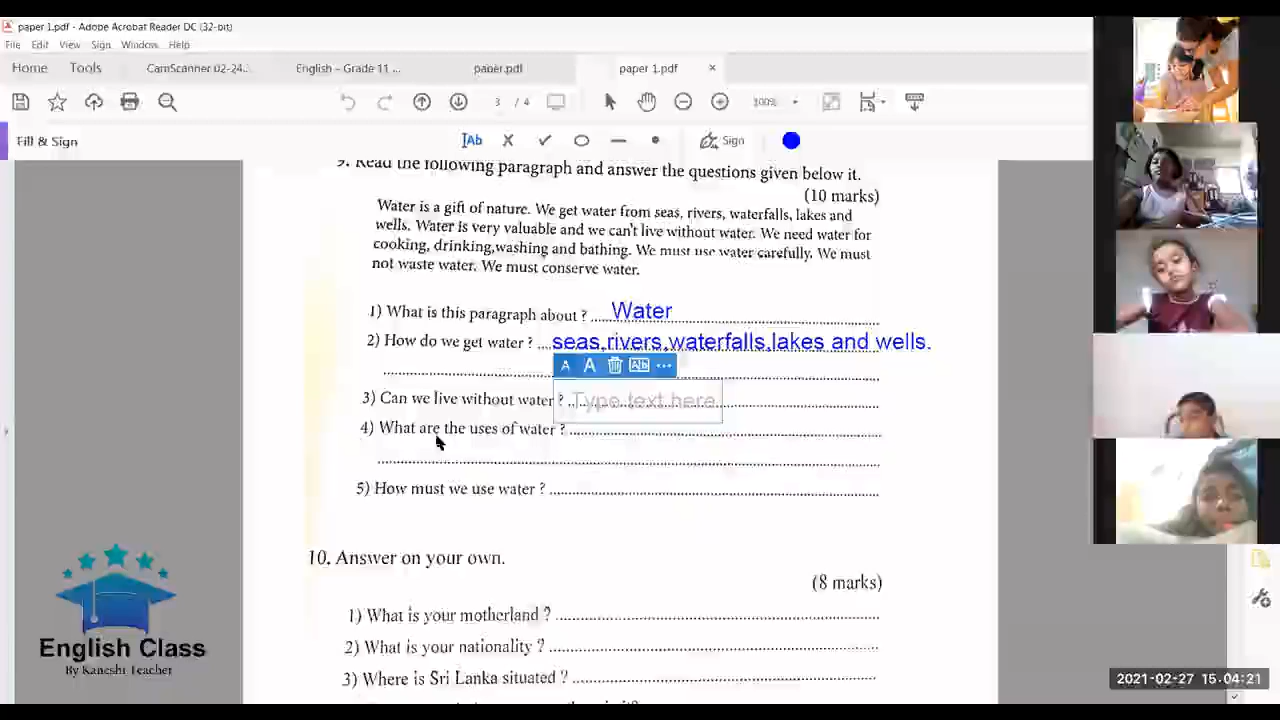 paper 1.pdf - Adobe Acrobat Reader DC (32-bit)
File Edit View Sign Window Help
Home Tools CamScanner 02-24... English - Grade 11 ... paper.pdf paper 1.pdf ×
3 / 4 100%
Fill & Sign Ab Sign
9. Read the following paragraph and answer the questions given below it.
(10 marks)
Water is a gift of nature. We get water from seas, rivers, waterfalls, lakes and
wells. Water is very valuable and we can't live without water. We need water for
cooking, drinking,washing and bathing. We must use water carefully. We must
not waste water. We must conserve water.
1) What is this paragraph about ? Water
2) How do we get water ? seas,rivers,waterfalls,lakes and wells.
A A Ab
3) Can we live without water ? Type text here
4) What are the uses of water ?
5) How must we use water ?
10. Answer on your own.
(8 marks)
1) What is your motherland ?
2) What is your nationality ?
3) Where is Sri Lanka situated ?
English Class
By Kaneshi Teacher
2021-02-27 15:04:21